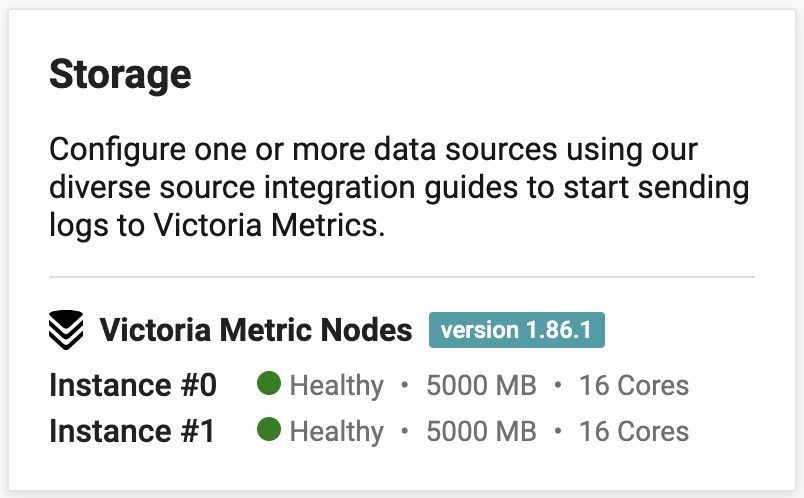 Storage
Configure one or more data sources using our
diverse source integration guides to start sending
logs to Victoria Metrics.
Victoria Metric Nodes version 1.86.1
Instance #0 Healthy • 5000 MB • 16 Cores
Instance #1 Healthy • 5000 MB • 16 Cores